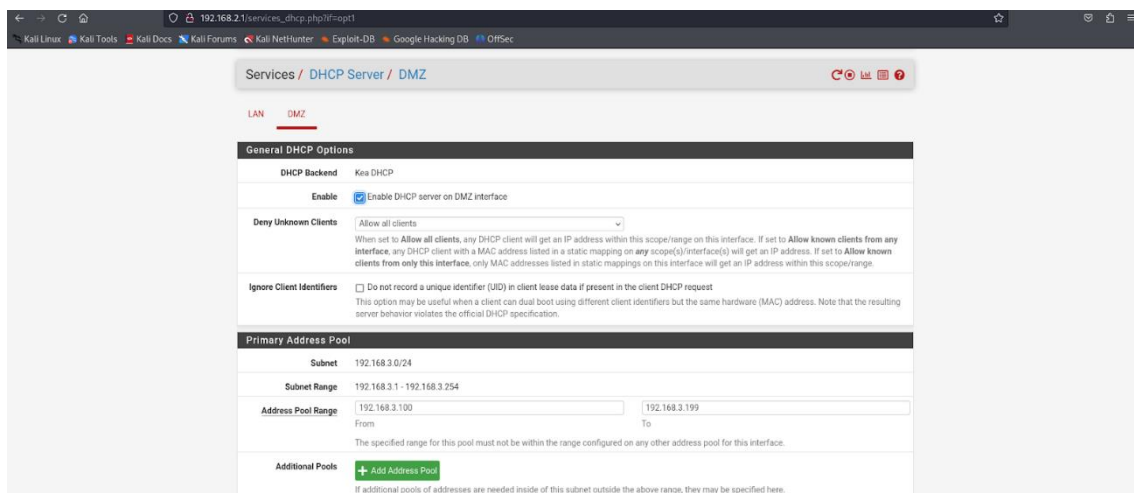 192.168.2.1/services_dhcp.php?if=opt1
Kali Linux Kali Tools Kali Docs Kali Forums Kali NetHunter Exploit-DB Google Hacking DB OffSec
Services / DHCP Server / DMZ
LAN DMZ
General DHCP Options
DHCP Backend Kea DHCP
Enable Enable DHCP server on DMZ interface
Deny Unknown Clients Allow all clients
When set to Allow all clients, any DHCP client will get an IP address within this scope/range on this interface. If set to Allow known clients from any
interface, any DHCP client with a MAC address listed in a static mapping on any scope(s)/interface(s) will get an IP address. If set to Allow known
clients from only this interface, only MAC addresses listed in static mappings on this interface will get an IP address within this scope/range.
Ignore Client Identifiers Do not record a unique identifier (UID) in client lease data if present in the client DHCP request
This option may be useful when a client can dual boot using different client identifiers but the same hardware (MAC) address. Note that the resulting
server behavior violates the official DHCP specification.
Primary Address Pool
Subnet 192.168.3.0/24
Subnet Range 192.168.3.1 - 192.168.3.254
Address Pool Range 192.168.3.100 192.168.3.199
From To
The specified range for this pool must not be within the range configured on any other address pool for this interface.
Additional Pools Add Address Pool
If additional pools of addresses are needed inside of this subnet outside the above range, they may be specified here.